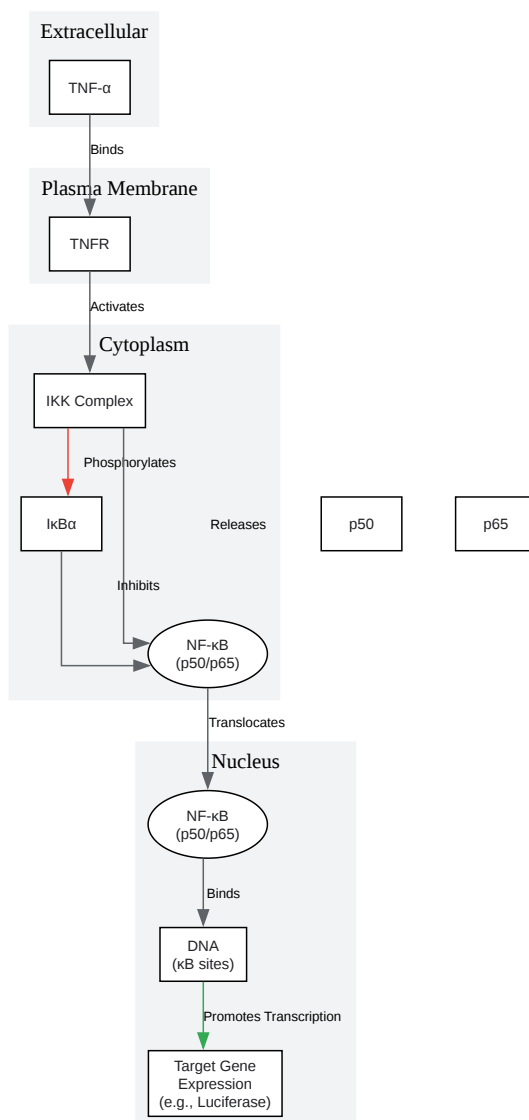 Extracellular
TNF-α
Binds
Plasma Membrane
TNFR
Activates
Cytoplasm
IKK Complex
Phosphorylates
IκBα
Releases
p50
p65
Inhibits
NF-κB
(p50/p65)
Translocates
Nucleus
NF-κB
(p50/p65)
Binds
DNA
(κB sites)
Promotes Transcription
Target Gene
Expression
(e.g., Luciferase)